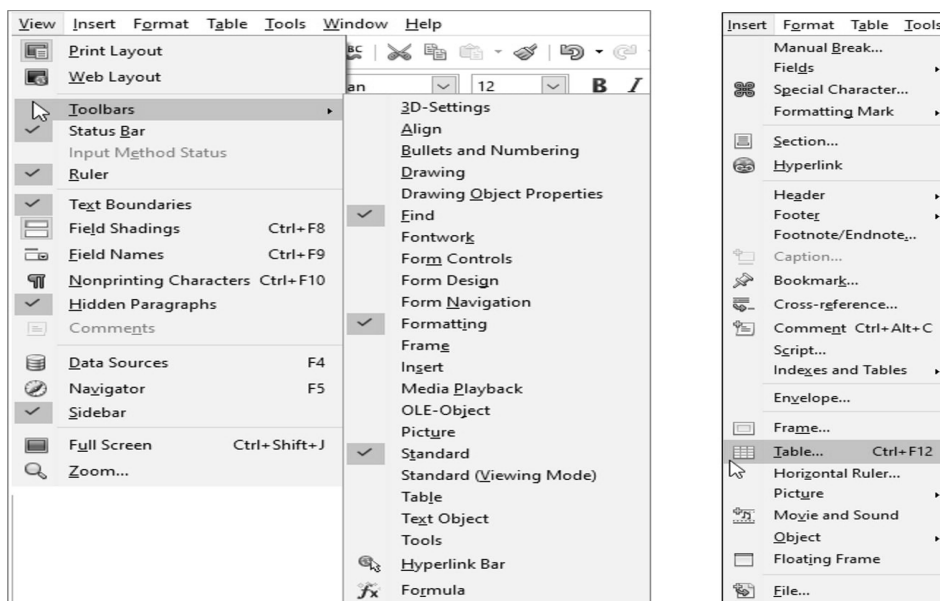 View Insert Format Table Tools Window Help
Print Layout
Web Layout
Toolbars
Status Bar
Input Method Status
Ruler
Text Boundaries
Field Shadings Ctrl+F8
Field Names Ctrl+F9
Nonprinting Characters Ctrl+F10
Hidden Paragraphs
Comments
Data Sources F4
Navigator F5
Sidebar
Full Screen Ctrl+Shift+J
Zoom...
an 12 B I
3D-Settings
Align
Bullets and Numbering
Drawing
Drawing Object Properties
Find
Fontwork
Form Controls
Form Design
Form Navigation
Formatting
Frame
Insert
Media Playback
OLE-Object
Picture
Standard
Standard (Viewing Mode)
Table
Text Object
Tools
Hyperlink Bar
Formula
Insert Format Table Tools
Manual Break...
Fields
Special Character...
Formatting Mark
Section...
Hyperlink
Header
Footer
Footnote/Endnote...
Caption...
Bookmark...
Cross-reference...
Comment Ctrl+Alt+C
Script...
Indexes and Tables
Envelope...
Frame...
Table... Ctrl+F12
Horizontal Ruler...
Picture
Movie and Sound
Object
Floating Frame
File...